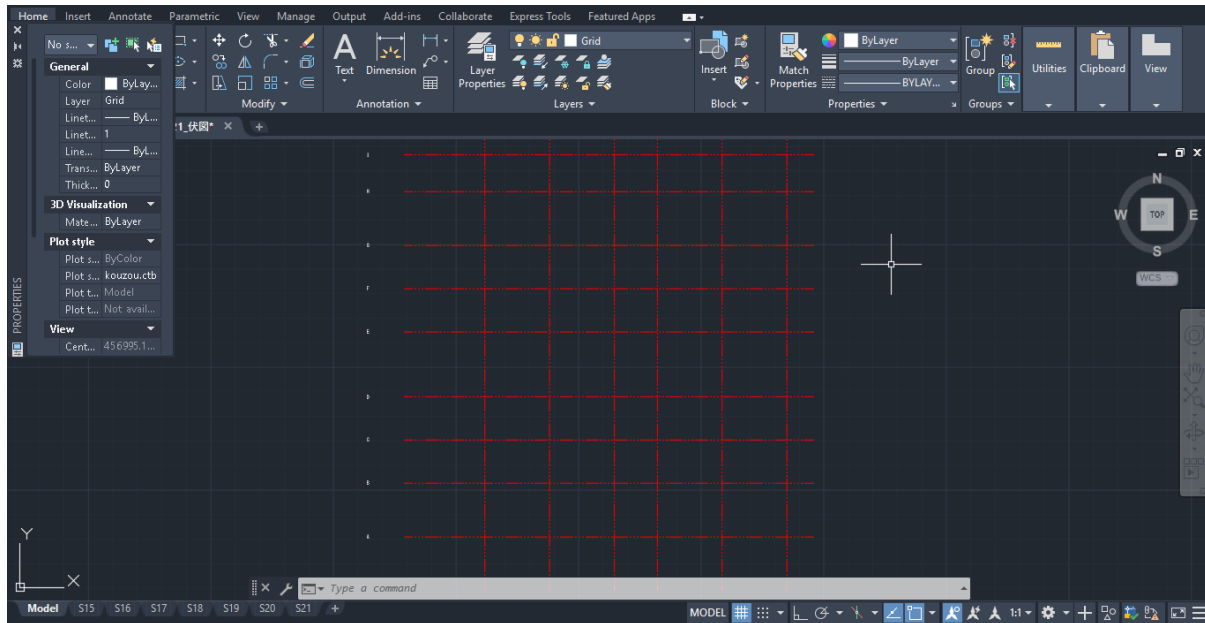 Home Insert Annotate Parametric View Manage Output Add-ins Collaborate Express Tools Featured Apps
No s...
General
Color ByLay...
Layer Grid
Linet... ByL...
Linet... 1
Line... ByL...
Trans... ByLayer
Thick... 0
3D Visualization
Mate... ByLayer
Plot style
Plot s... ByColor
Plot s... kouzou.ctb
Plot t... Model
Plot t... Not avail...
View
Cent... 456995.1...
PROPERTIES
Modify
Text
Dimension
Annotation
Layer
Properties
Grid
Layers
Insert
Block
Match
Properties
ByLayer
ByLayer
BYLAY...
Properties
Group
Groups
Utilities
Clipboard
View
21_伏図*
N
W
TOP
E
S
WCS
F
E
D
C
B
A
Y
X
Type a command
Model S15 S16 S17 S18 S19 S20 S21
MODEL
1:1